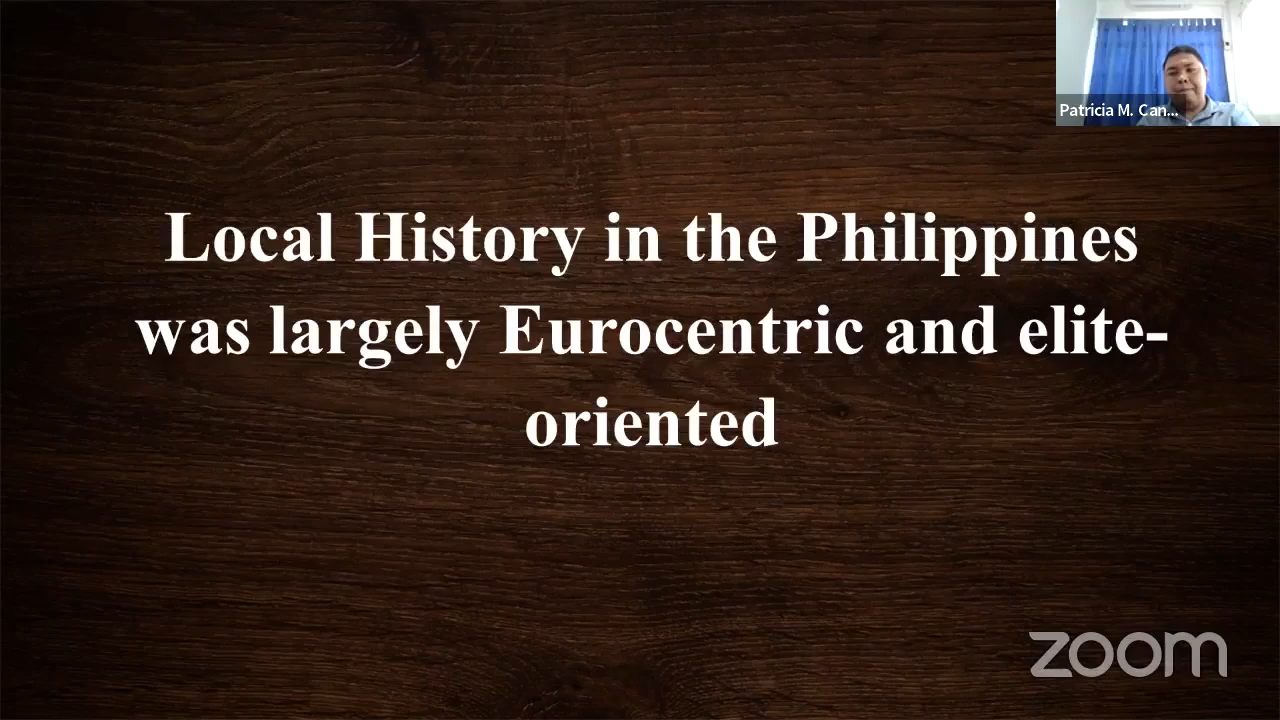 Patricia M. Can...
Local History in the Philippines
was largely Eurocentric and elite-
oriented
zoom